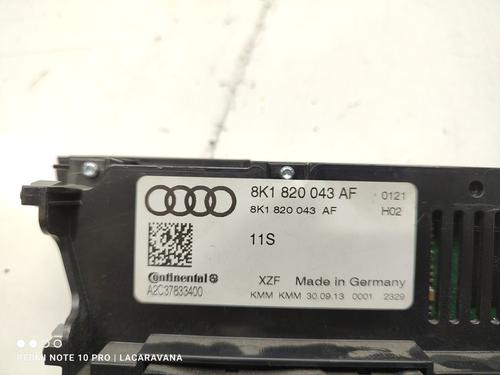 8K1 820 043 AF 0121
8K1 820 043 AF H02
11S
Continental XZF Made in Germany
A2C37833400 KMM KMM 30.09.13 0001 2329
REDMI NOTE 10 PRO | LACARAVANA